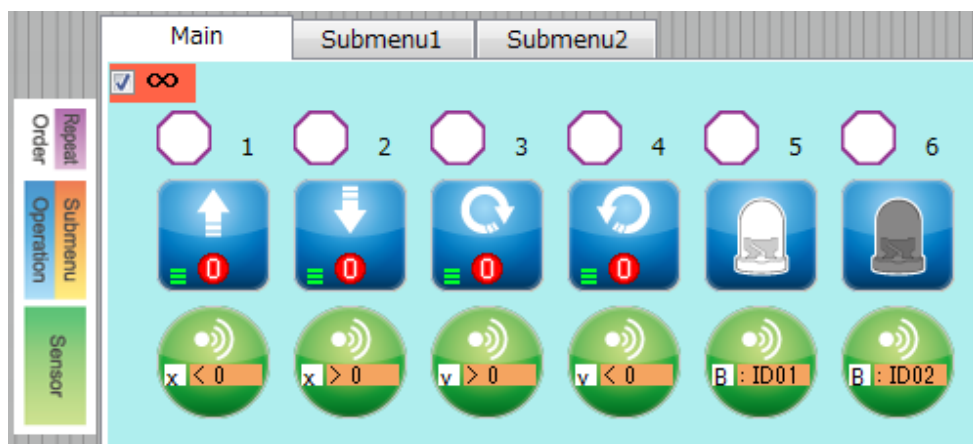 Main Submenu1 Submenu2
∞
Repeat
Order
1 2 3 4 5 6
Submenu
Operation
0 0 0 0
Sensor
x < 0 x > 0 y > 0 y < 0 B : ID01 B : ID02